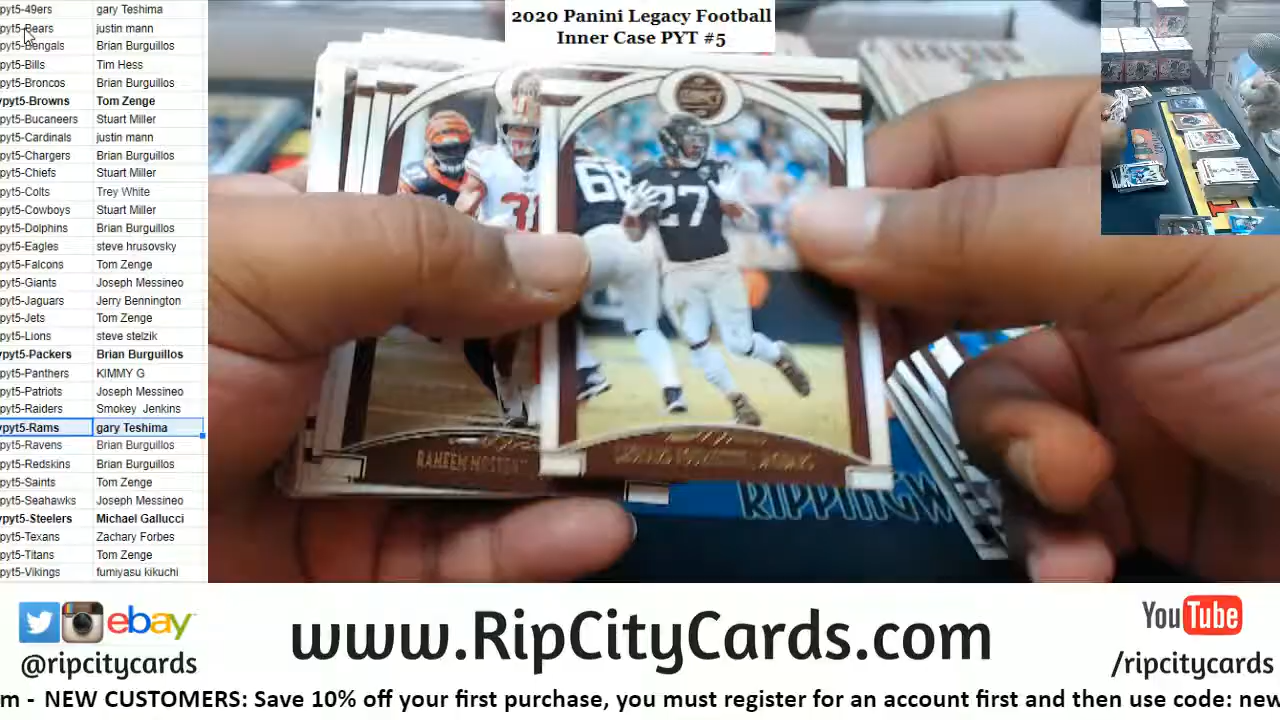 2020 Panini Legacy Football
Inner Case PYT #5
pyt5-49ers gary Teshima
pyt5-Bears justin mann
pyt5-Bengals Brian Burguillos
pyt5-Bills Tim Hess
pyt5-Broncos Brian Burguillos
pyt5-Browns Tom Zenge
pyt5-Bucaneers Stuart Miller
pyt5-Cardinals justin mann
pyt5-Chargers Brian Burguillos
pyt5-Chiefs Stuart Miller
pyt5-Colts Trey White
pyt5-Cowboys Stuart Miller
pyt5-Dolphins Brian Burguillos
pyt5-Eagles steve hrusovsky
pyt5-Falcons Tom Zenge
pyt5-Giants Joseph Messineo
pyt5-Jaguars Jerry Bennington
pyt5-Jets Tom Zenge
pyt5-Lions steve stelzik
pyt5-Packers Brian Burguillos
pyt5-Panthers KIMMY G
pyt5-Patriots Joseph Messineo
pyt5-Raiders Smokey Jenkins
pyt5-Rams gary Teshima
pyt5-Ravens Brian Burguillos
pyt5-Redskins Brian Burguillos
pyt5-Saints Tom Zenge
pyt5-Seahawks Joseph Messineo
pyt5-Steelers Michael Gallucci
pyt5-Texans Zachary Forbes
pyt5-Titans Tom Zenge
pyt5-Vikings fumiyasu kikuchi
68
27
31
RAHEEM MOSTERT
RIPPINGW
ebay
@ripcitycards
www.RipCityCards.com
YouTube
/ripcitycards
m - NEW CUSTOMERS: Save 10% off your first purchase, you must register for an account first and then use code: new